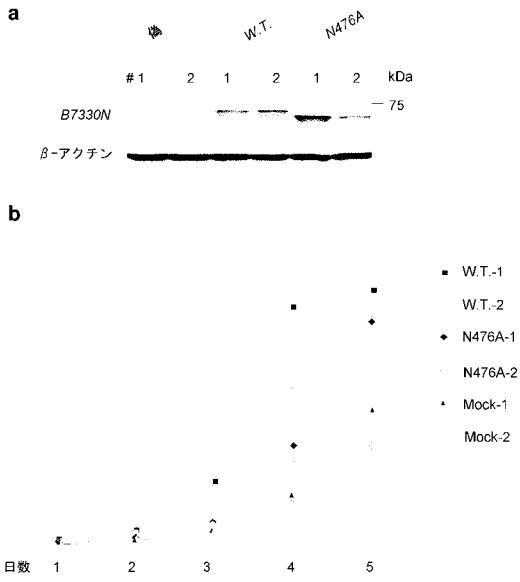 a
偽 W.T. N476A
#1 2 1 2 1 2 kDa
75
B7330N
β-アクチン
b
W.T.-1
W.T.-2
N476A-1
N476A-2
Mock-1
Mock-2
日数 1 2 3 4 5